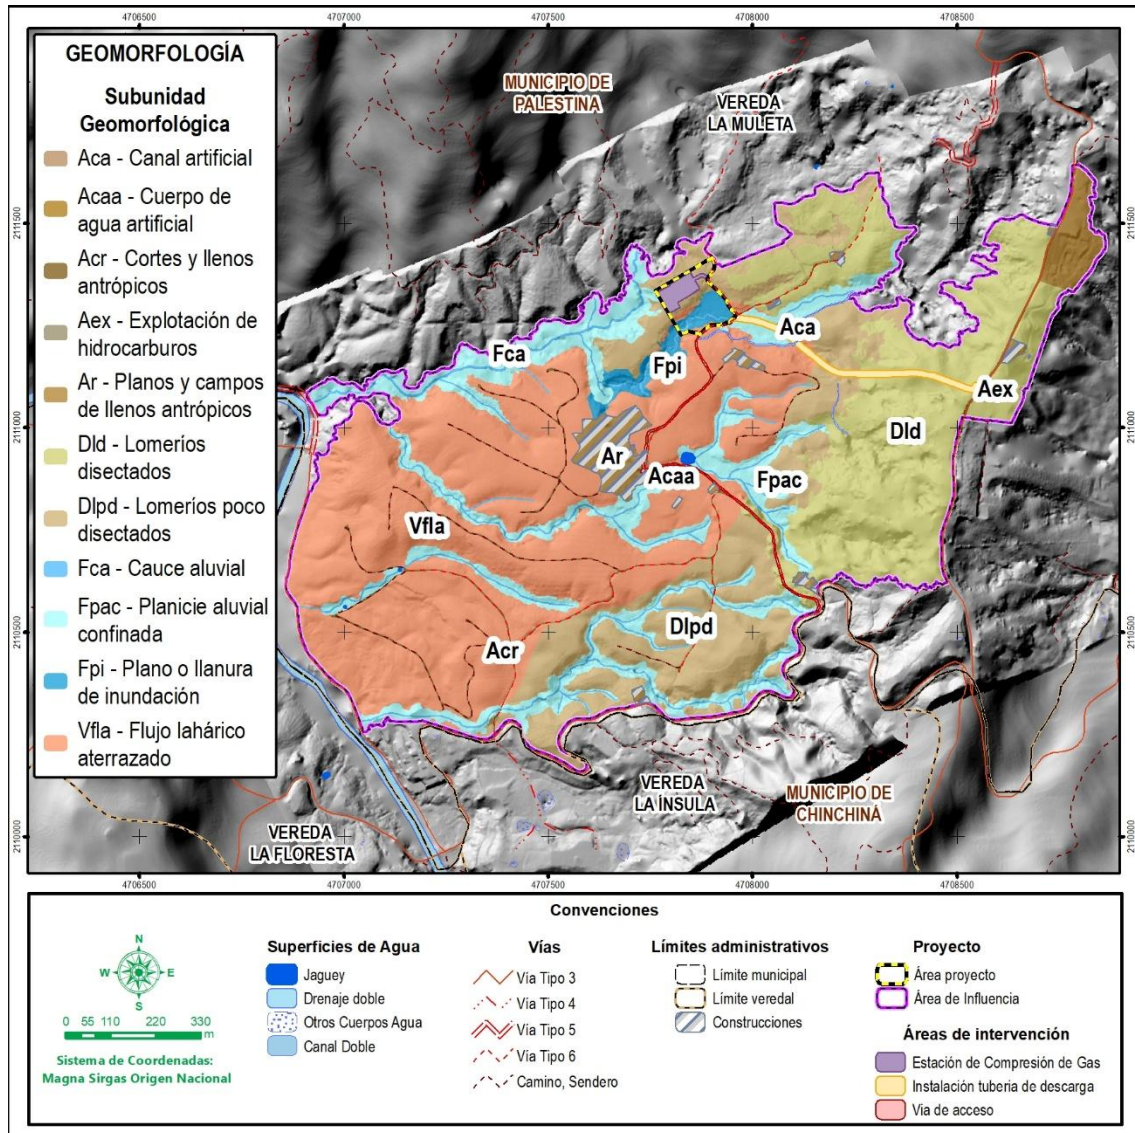 4706500 4707000 4707500 4708000 4708500
GEOMORFOLOGÍA
Subunidad
Geomorfológica
Aca - Canal artificial
Acaa - Cuerpo de
agua artificial
Acr - Cortes y llenos
antrópicos
Aex - Explotación de
hidrocarburos
Ar - Planos y campos
de llenos antrópicos
Dld - Lomeríos
disectados
Dlpd - Lomeríos poco
disectados
Fca - Cauce aluvial
Fpac - Planicie aluvial
confinada
Fpi - Plano o llanura
de inundación
Vfla - Flujo lahárico
aterrazado
MUNICIPIO DE
PALESTINA
VEREDA
LA MULETA
2111500
2111500
Aca
Fca
Fpi
Aex
2111000
2111000
Dld
Ar
Acaa
Fpac
Vfla
2110500
2110500
Dlpd
Acr
VEREDA
LA ÍNSULA
MUNICIPIO DE
CHINCHINÁ
VEREDA
LA FLORESTA
2110000
2110000
4706500 4707000 4707500 4708000 4708500
Convenciones
N
W E
S
0 55 110 220 330
m
Sistema de Coordenadas:
Magna Sirgas Origen Nacional
Superficies de Agua
Jaguey
Drenaje doble
Otros Cuerpos Agua
Canal Doble
Vías
Vía Tipo 3
Vía Tipo 4
Vía Tipo 5
Vía Tipo 6
Camino, Sendero
Límites administrativos
Límite municipal
Límite veredal
Construcciones
Proyecto
Área proyecto
Área de Influencia
Áreas de intervención
Estación de Compresión de Gas
Instalación tuberia de descarga
Via de acceso